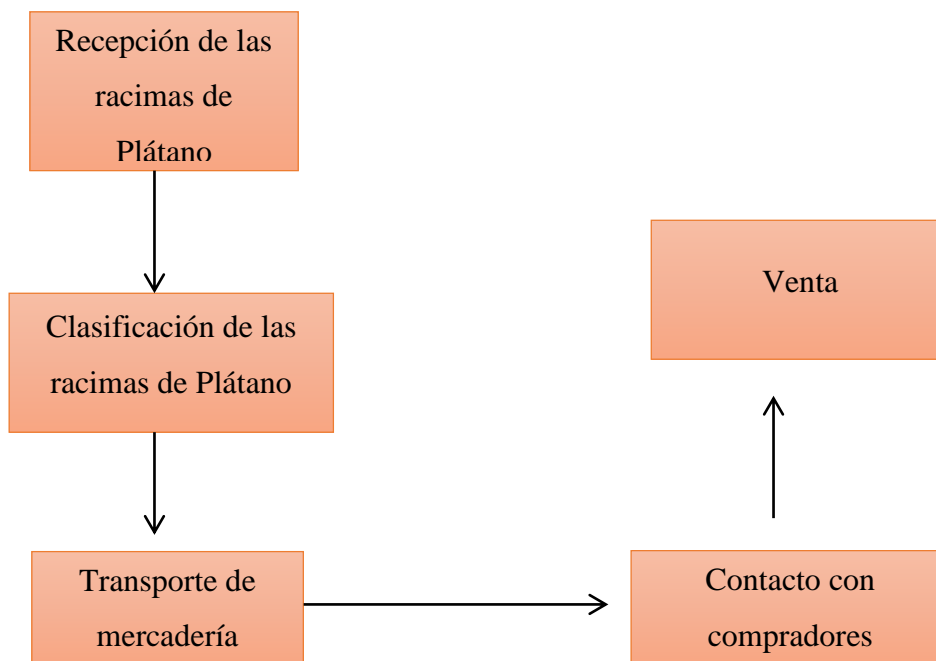 Recepción de las
racimas de
Plátano
Clasificación de las
racimas de Plátano
Transporte de
mercadería
Contacto con
compradores
Venta